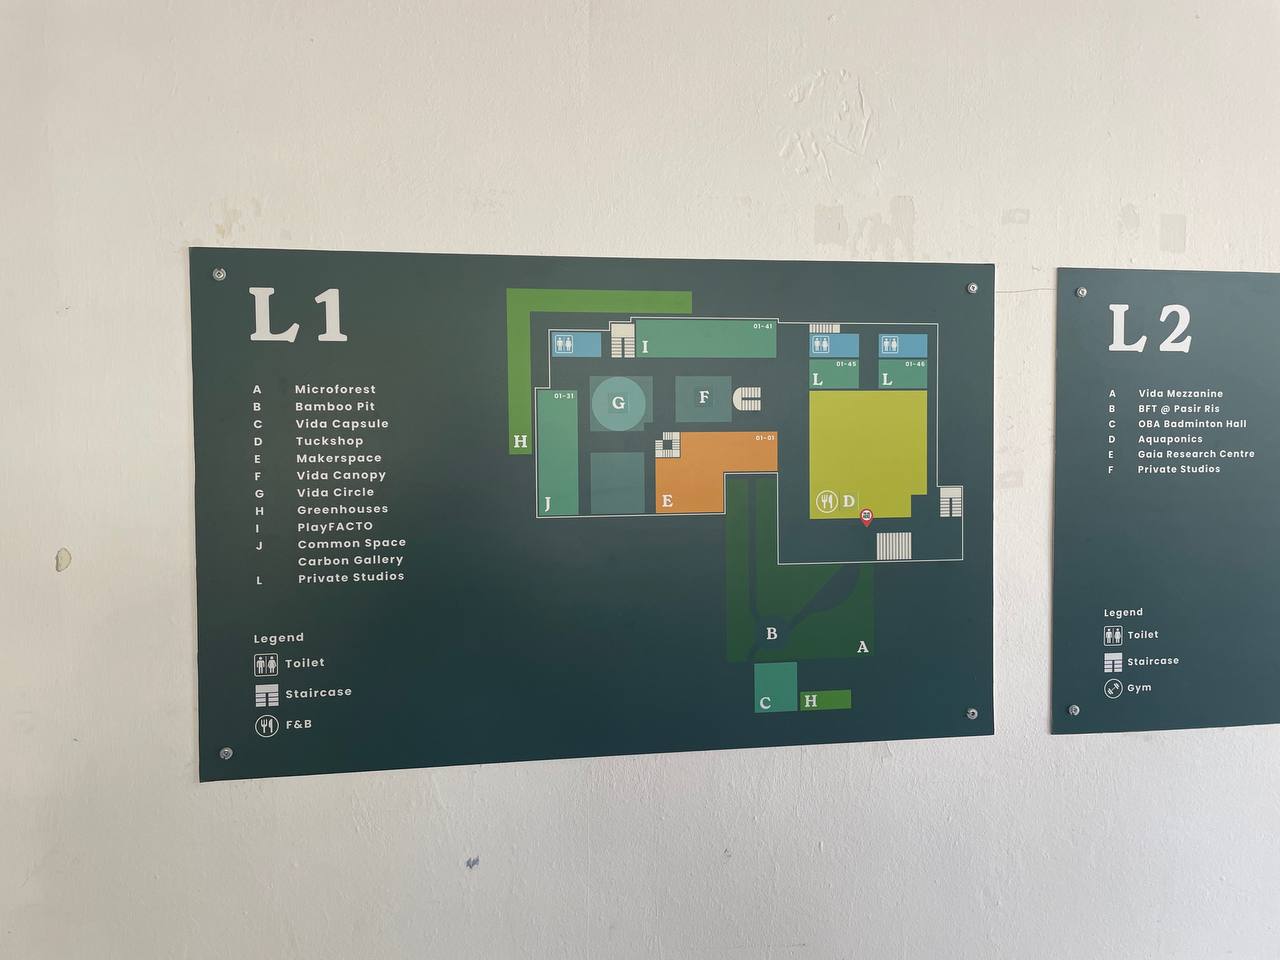 L1
A Microforest
B Bamboo Pit
C Vida Capsule
D Tuckshop
E Makerspace
F Vida Canopy
G Vida Circle
H Greenhouses
I PlayFACTO
J Common Space
Carbon Gallery
L Private Studios
Legend
Toilet
Staircase
F&B
01-41
I
01-45
L
01-46
L
01-31
G
F
H
01-01
J
E
D
B
A
C
H
L2
A Vida Mezzanine
B BFT @ Pasir Ris
C OBA Badminton Hall
D Aquaponics
E Gaia Research Centre
F Private Studios
Legend
Toilet
Staircase
Gym